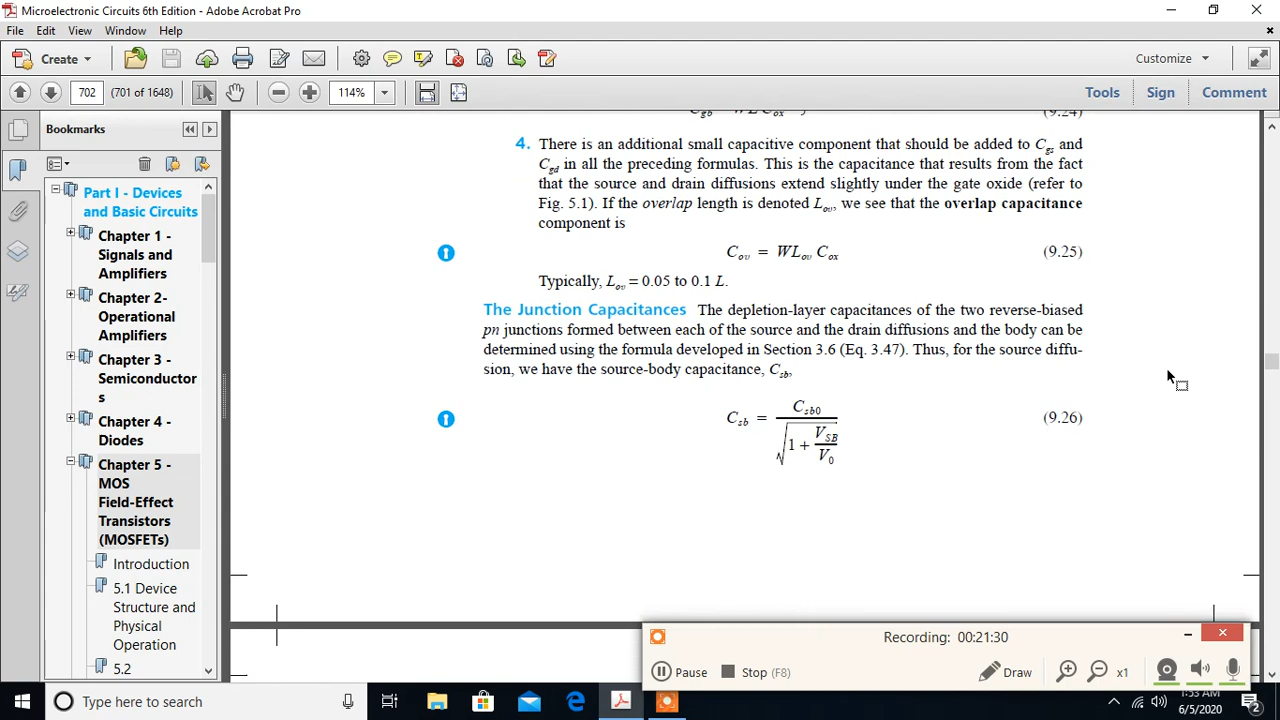 Microelectronic Circuits 6th Edition - Adobe Acrobat Pro
File Edit View Window Help
Create
Customize
702 (701 of 1648)
114%
Tools Sign Comment
Bookmarks
Part I - Devices
and Basic Circuits
Chapter 1 -
Signals and
Amplifiers
Chapter 2-
Operational
Amplifiers
Chapter 3 -
Semiconductor
s
Chapter 4 -
Diodes
Chapter 5 -
MOS
Field-Effect
Transistors
(MOSFETs)
Introduction
5.1 Device
Structure and
Physical
Operation
5.2
4. There is an additional small capacitive component that should be added to Cgs and
Cgd in all the preceding formulas. This is the capacitance that results from the fact
that the source and drain diffusions extend slightly under the gate oxide (refer to
Fig. 5.1). If the overlap length is denoted Lov, we see that the overlap capacitance
component is
Cov = WLov Cox (9.25)
Typically, Lov = 0.05 to 0.1 L.
The Junction Capacitances The depletion-layer capacitances of the two reverse-biased
pn junctions formed between each of the source and the drain diffusions and the body can be
determined using the formula developed in Section 3.6 (Eq. 3.47). Thus, for the source diffu-
sion, we have the source-body capacitance, Csb,
Csb = Csb0 / √(1 + VSB/V0) (9.26)
Recording: 00:21:30
Pause Stop (F8) Draw x1
Type here to search
1:53 AM
6/5/2020
2